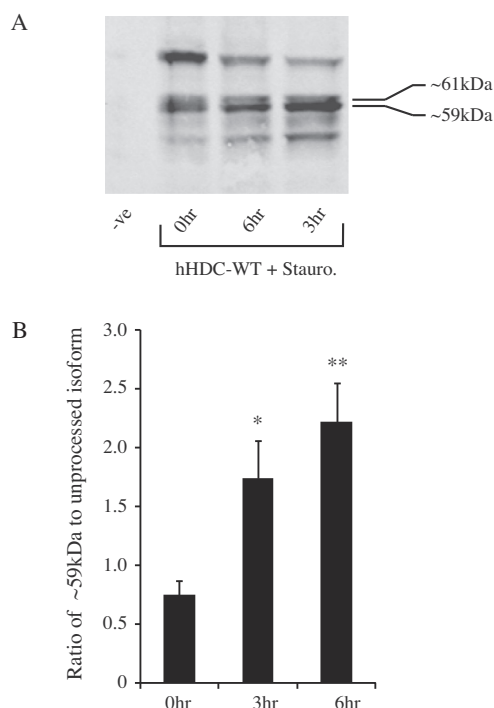 A
~61kDa
~59kDa
-ve
0hr
6hr
3hr
hHDC-WT + Stauro.
B
Ratio of ~59kDa to unprocessed isoform
3.0
2.5
2.0
1.5
1.0
0.5
0
*
**
0hr
3hr
6hr